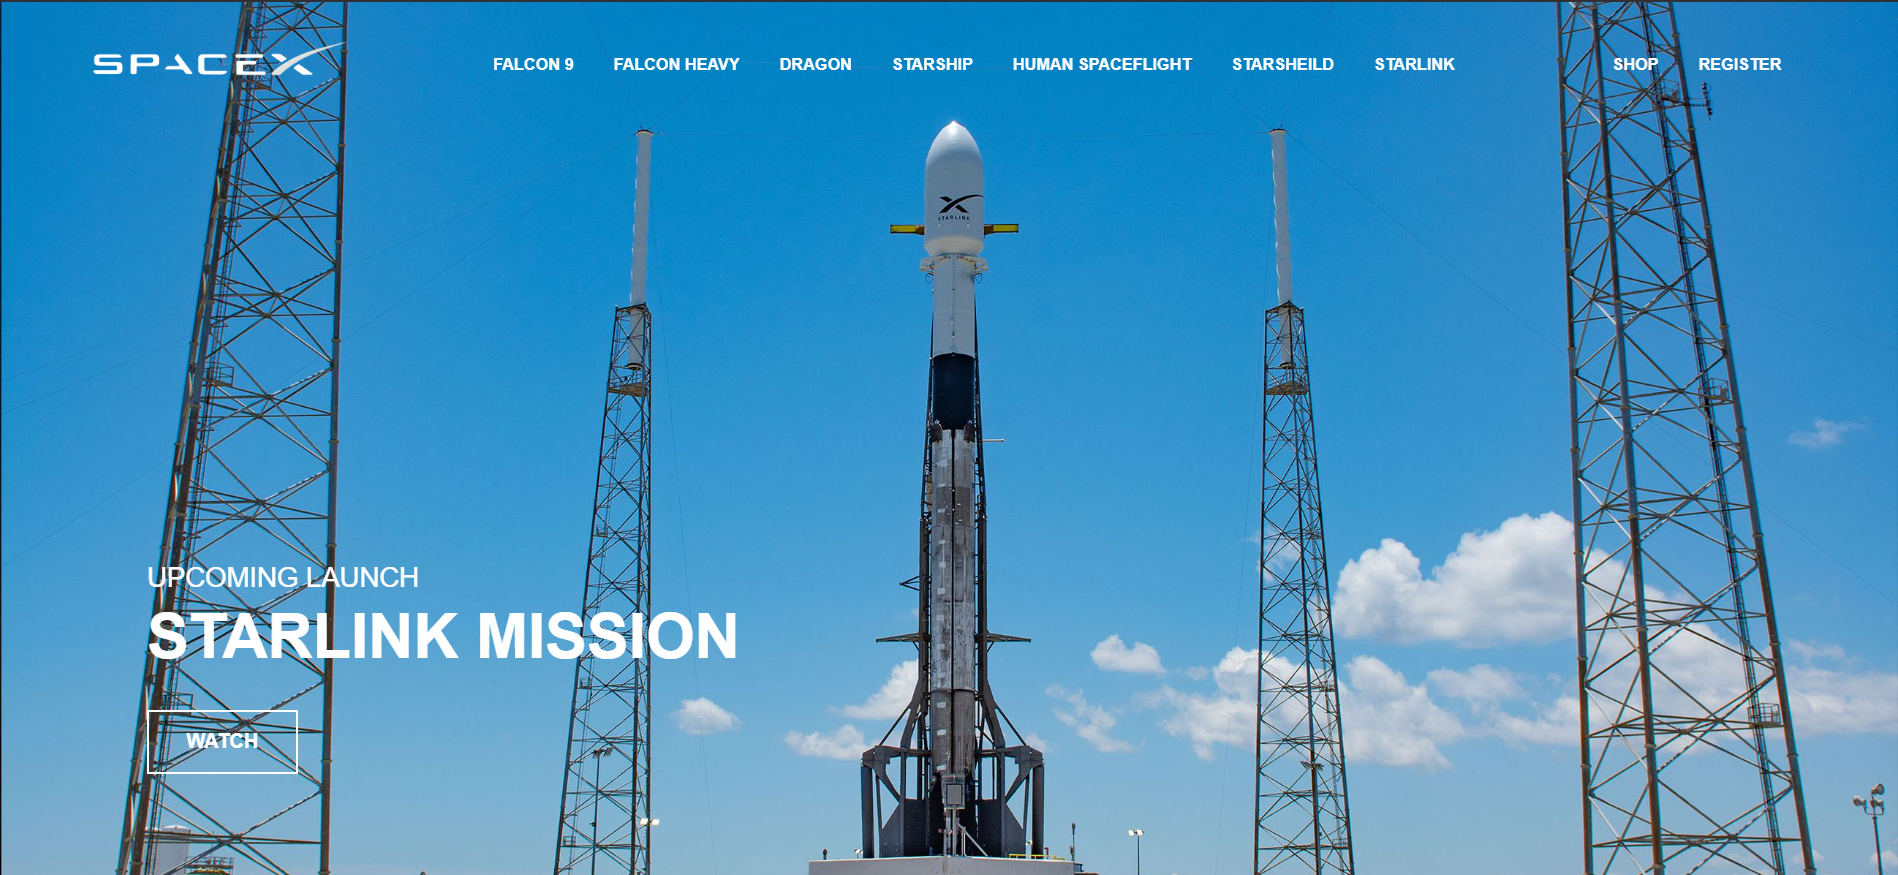 SPACEX
FALCON 9 FALCON HEAVY DRAGON STARSHIP HUMAN SPACEFLIGHT STARSHEILD STARLINK SHOP REGISTER
STARLINK
UPCOMING LAUNCH
STARLINK MISSION
WATCH